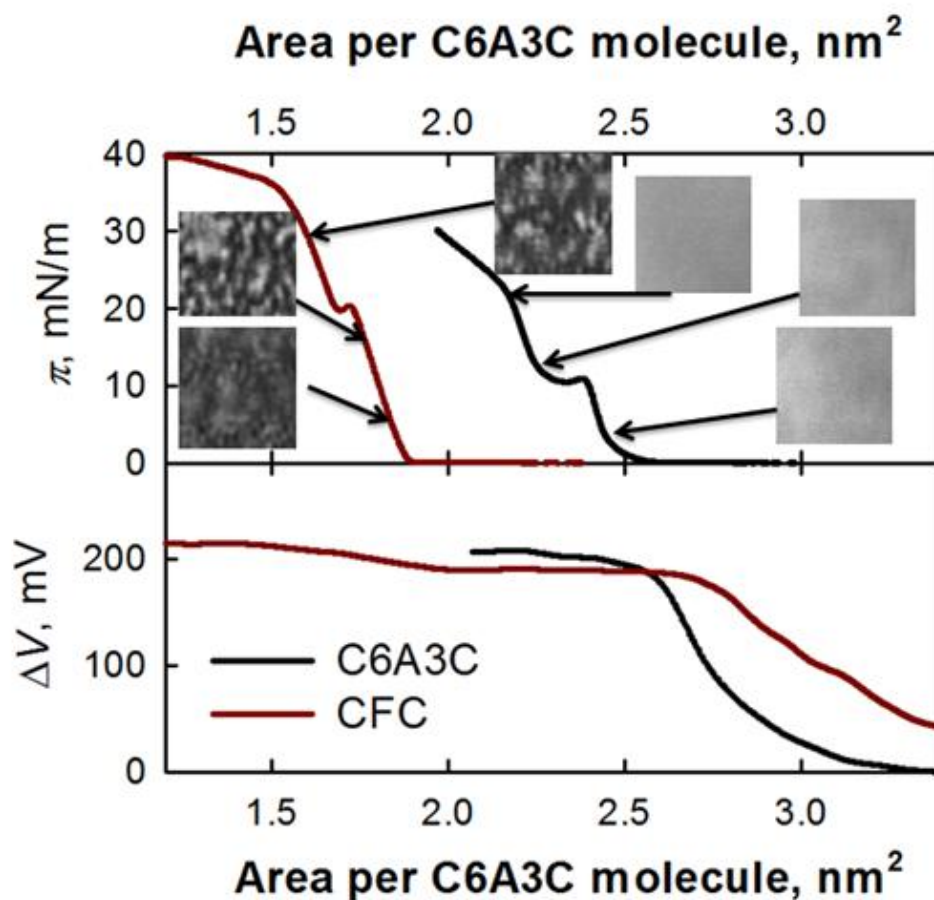 Area per C6A3C molecule, nm²
1.5 2.0 2.5 3.0
40
30
20
10
0
π, mN/m
200
100
0
ΔV, mV
C6A3C
CFC
1.5 2.0 2.5 3.0
Area per C6A3C molecule, nm²